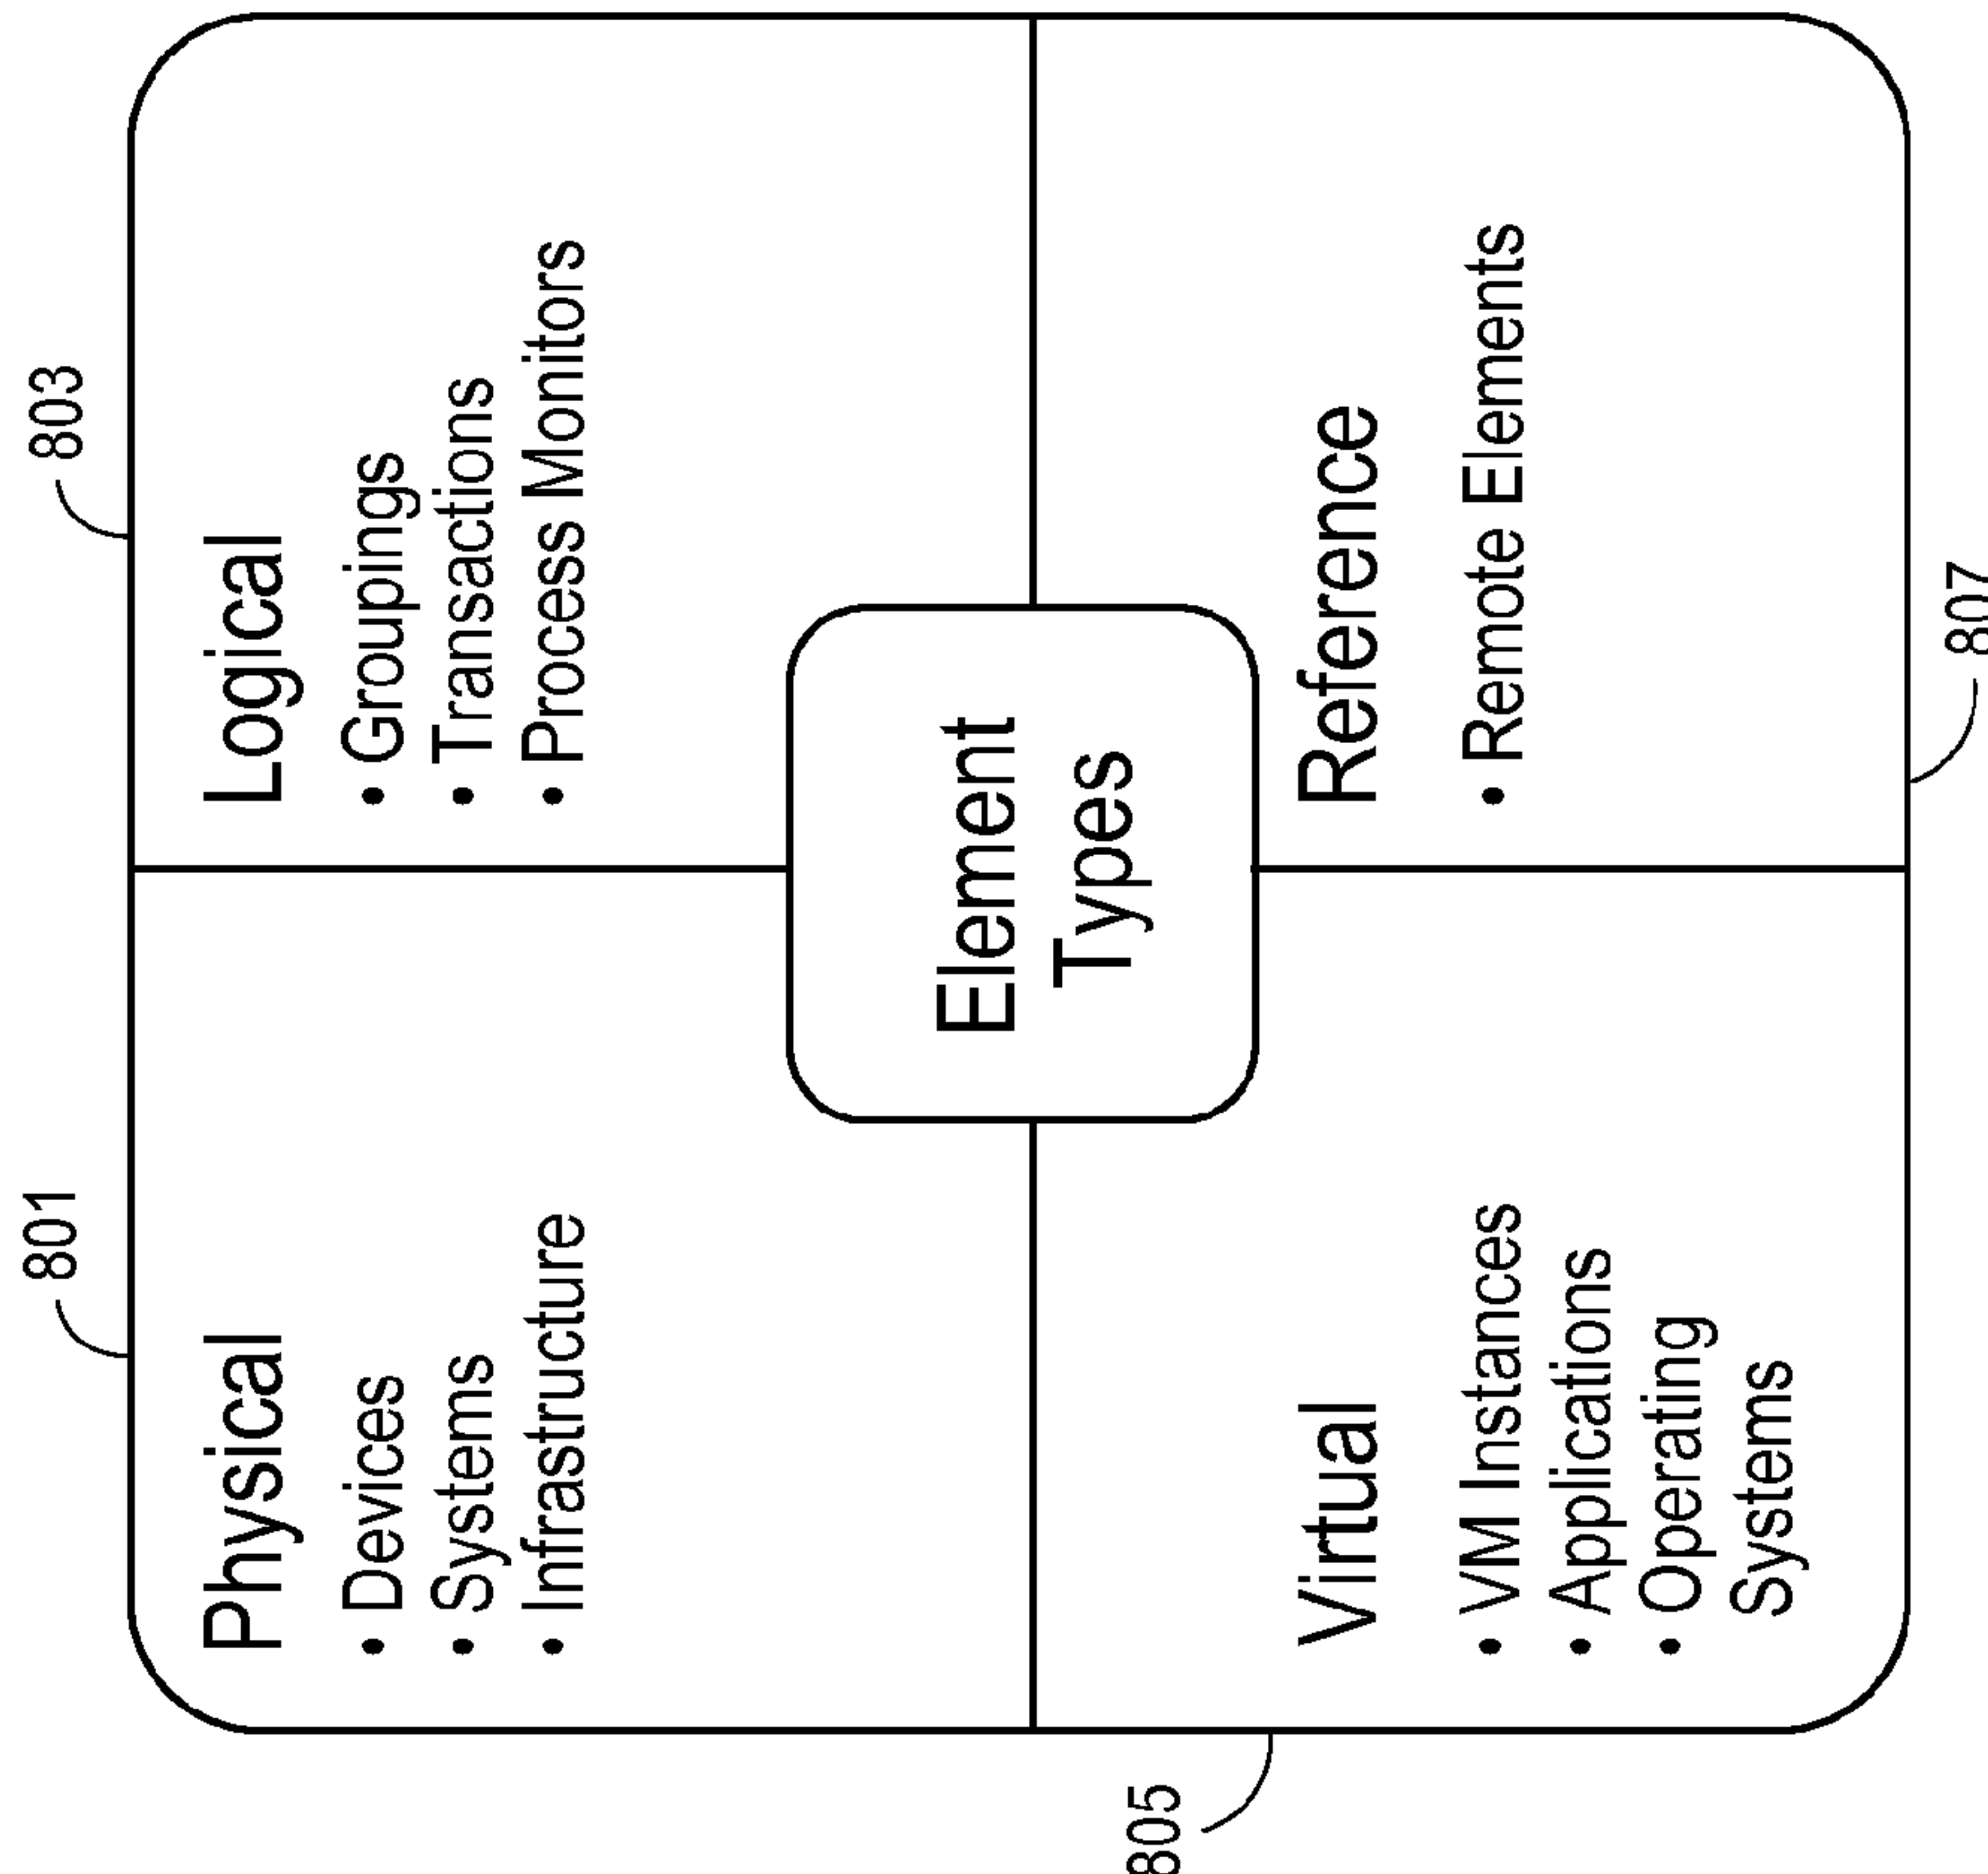 801
803
Physical
• Devices
• Systems
• Infrastructure
Logical
• Groupings
• Transactions
• Process Monitors
Element
Types
Virtual
• VM Instances
• Applications
• Operating
Systems
Reference
• Remote Elements
805
807